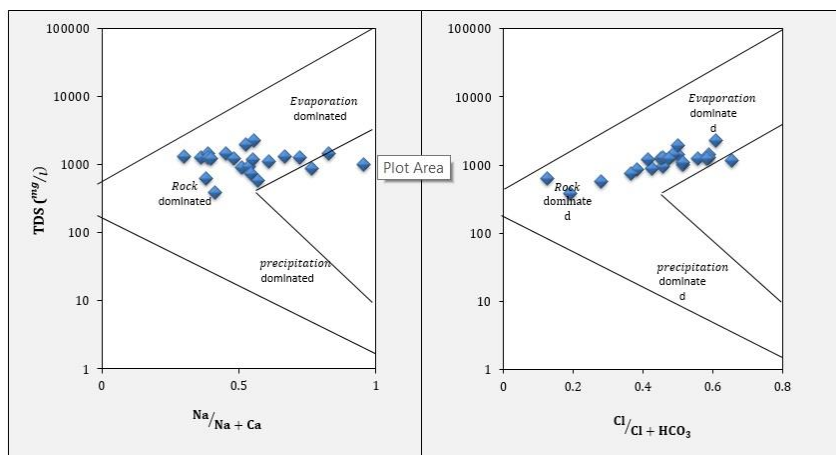 100000
10000
1000
100
10
1
TDS (mg/l)
Evaporation
dominated
Rock
dominated
precipitation
dominated
0
0.5
1
Na/Na + Ca
Plot Area
100000
10000
1000
100
10
1
Evaporation
dominate
d
Rock
dominate
d
precipitation
dominate
d
0
0.2
0.4
0.6
0.8
Cl/Cl + HCO₃